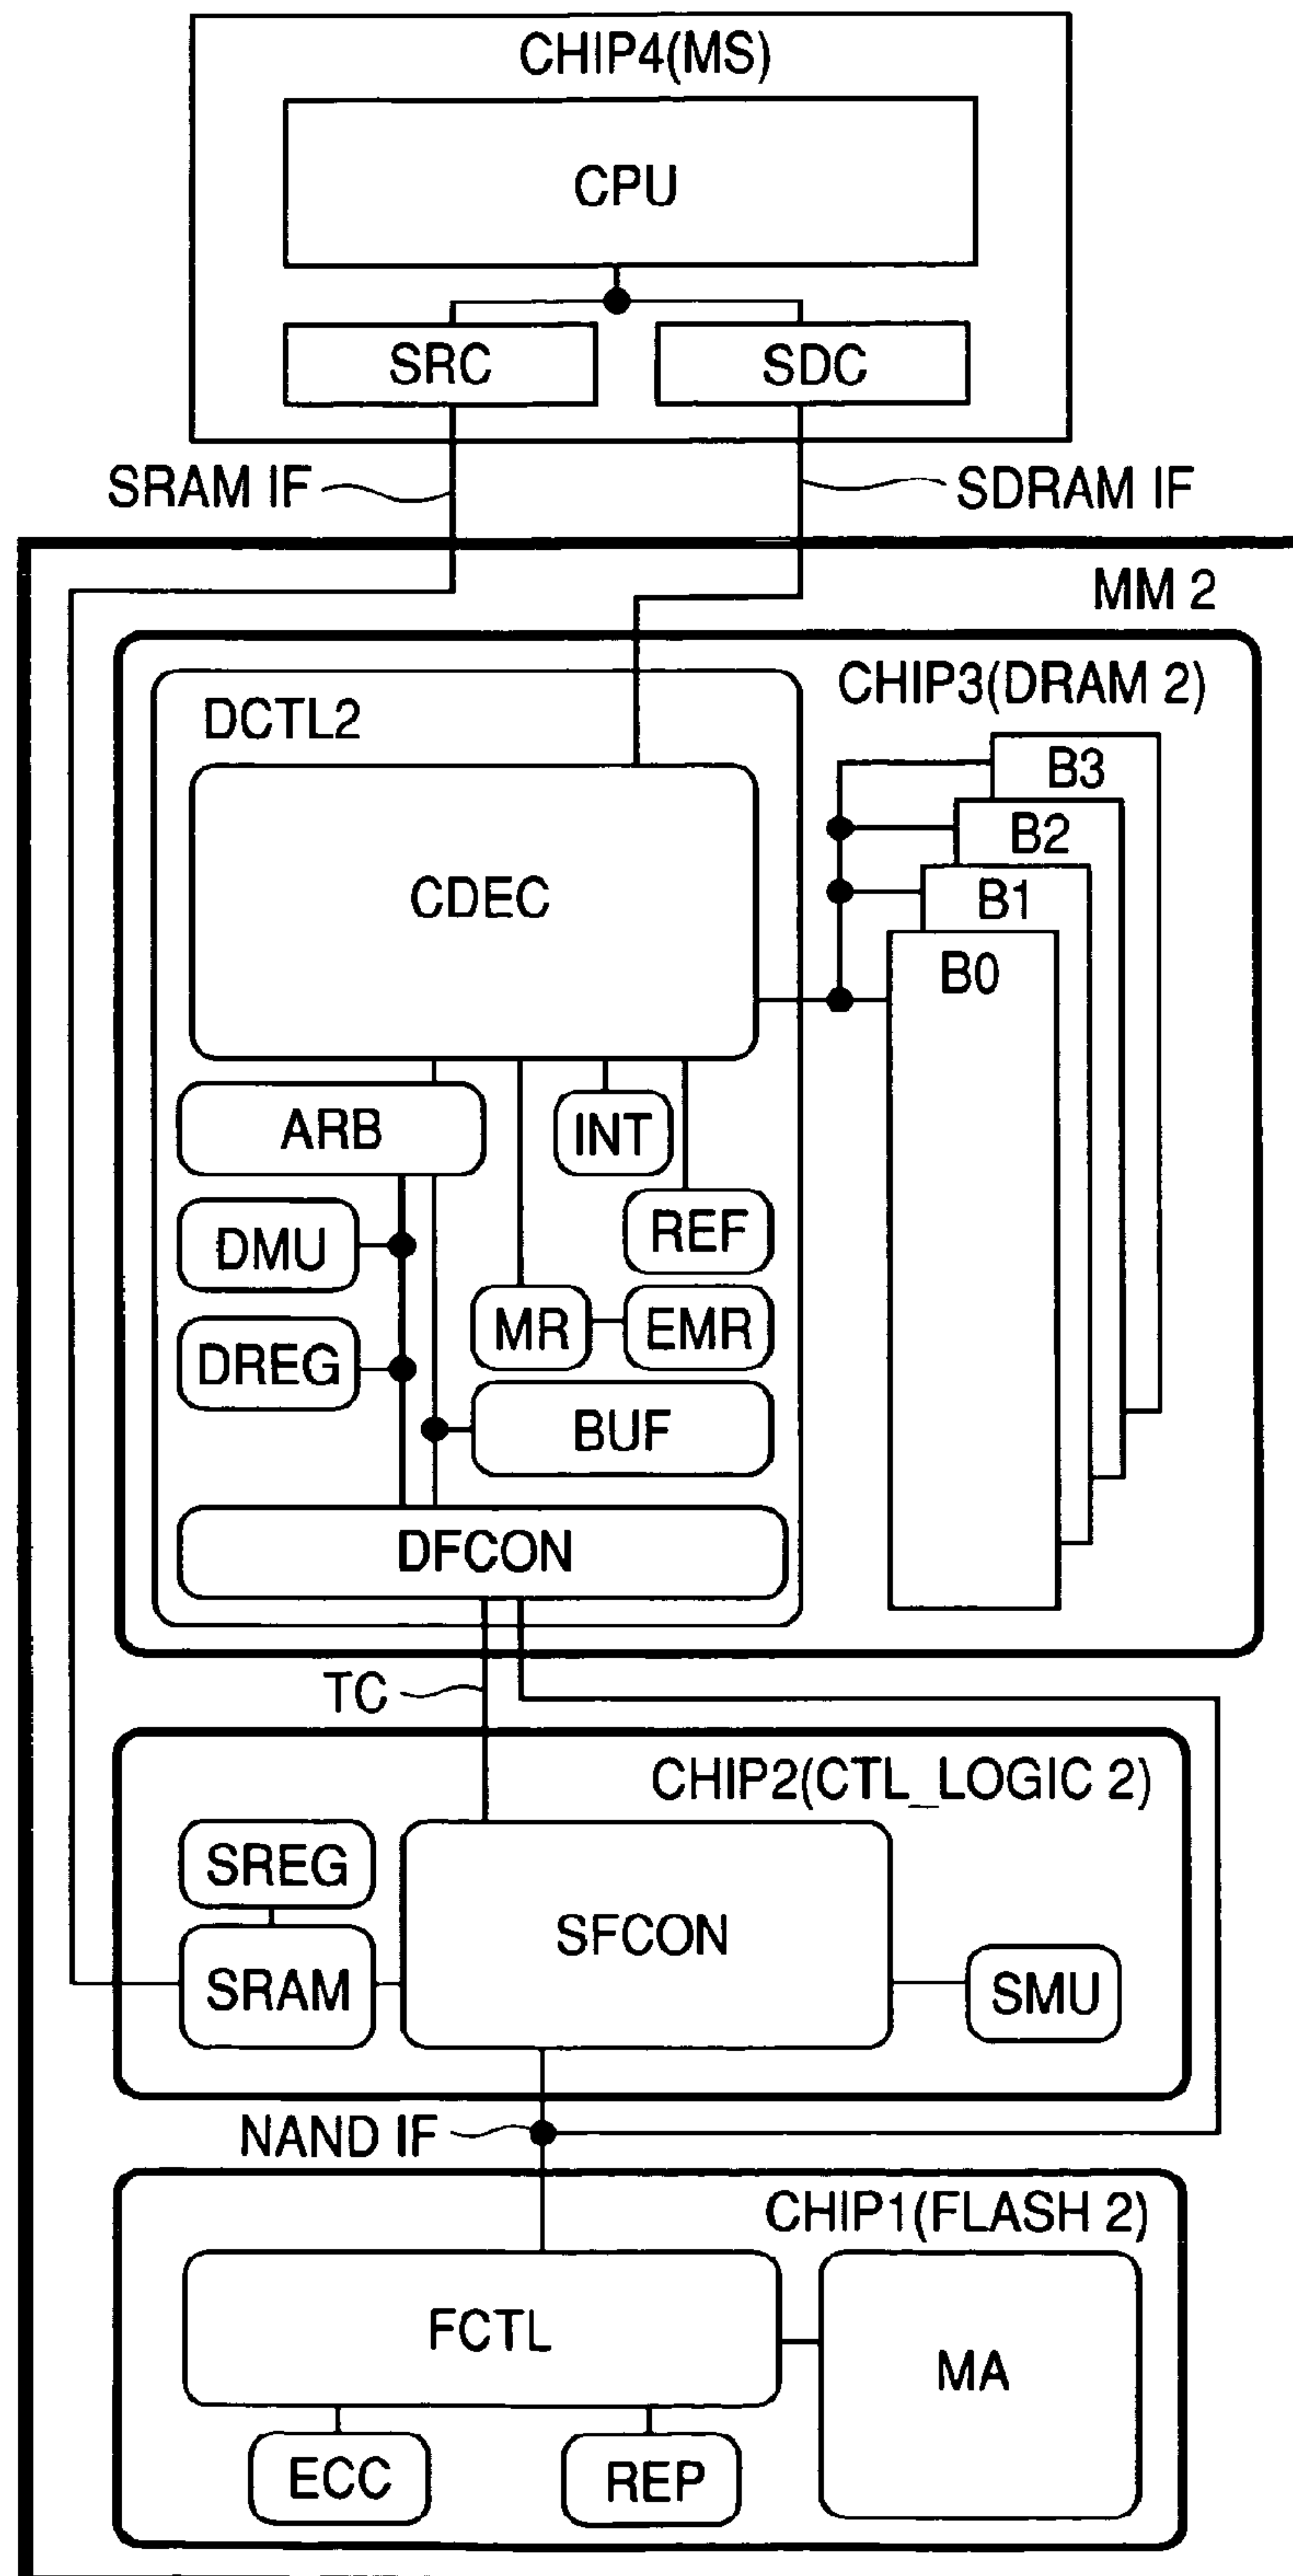 CHIP4(MS)
CPU
SRC
SDC
SRAM IF
SDRAM IF
MM 2
CHIP3(DRAM 2)
DCTL2
B3
B2
B1
B0
CDEC
ARB
INT
DMU
REF
DREG
MR
EMR
BUF
DFCON
TC
CHIP2(CTL_LOGIC 2)
SREG
SFCON
SRAM
SMU
NAND IF
CHIP1(FLASH 2)
FCTL
MA
ECC
REP